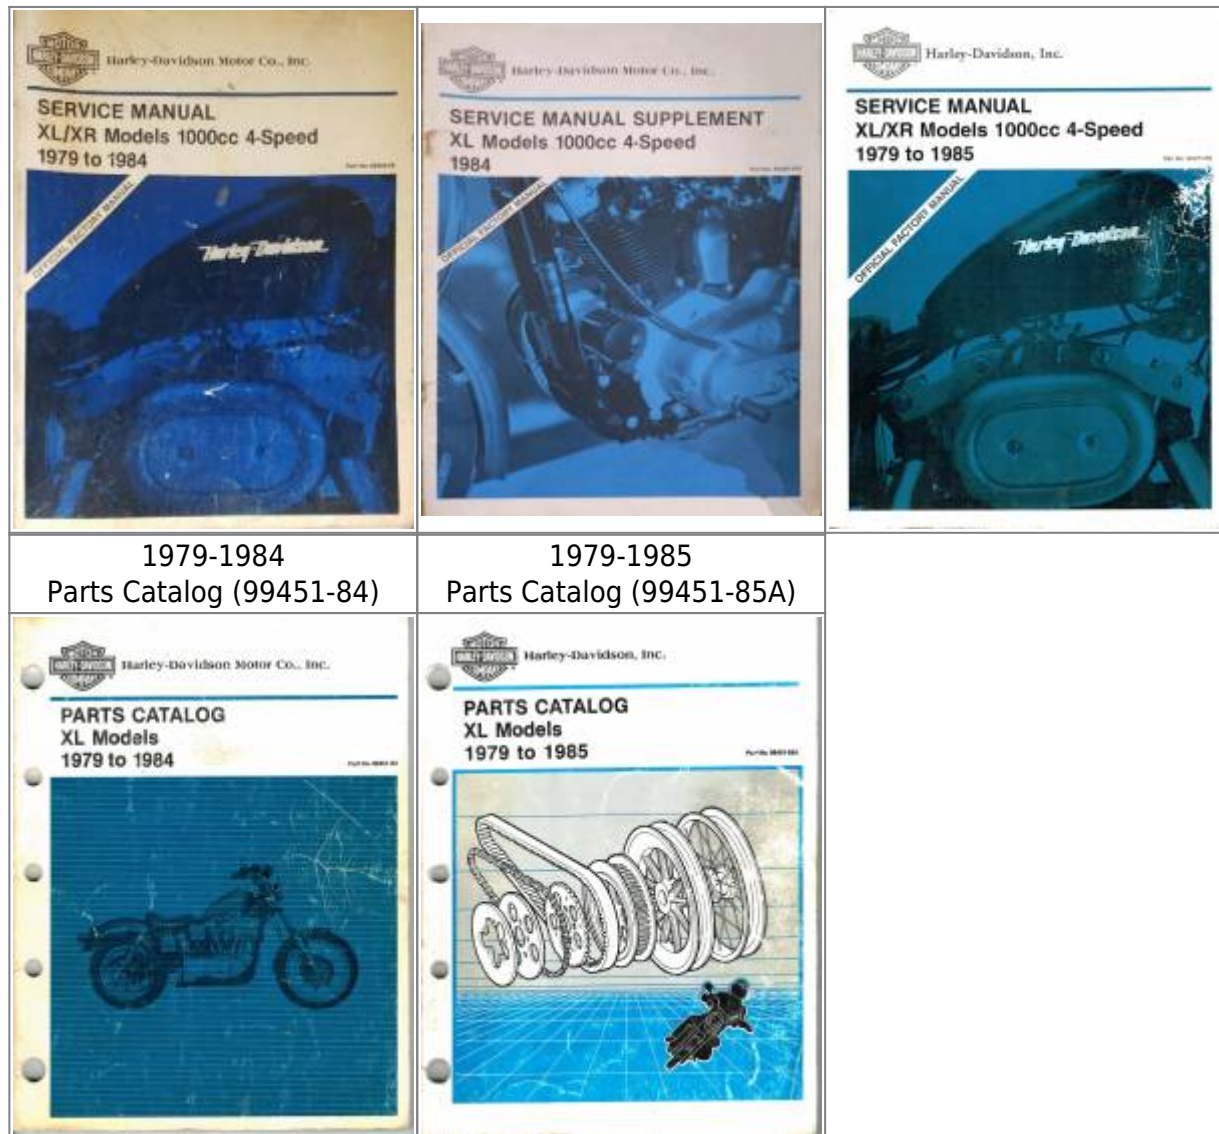 Harley-Davidson Motor Co., Inc.
SERVICE MANUAL
XL/XR Models 1000cc 4-Speed
1979 to 1984
OFFICIAL FACTORY MANUAL
Harley-Davidson
Harley-Davidson Motor Co., Inc.
SERVICE MANUAL SUPPLEMENT
XL Models 1000cc 4-Speed
1984
OFFICIAL FACTORY MANUAL
Harley-Davidson, Inc.
SERVICE MANUAL
XL/XR Models 1000cc 4-Speed
1979 to 1985
OFFICIAL FACTORY MANUAL
Harley-Davidson
1979-1984
Parts Catalog (99451-84)
1979-1985
Parts Catalog (99451-85A)
Harley-Davidson Motor Co., Inc.
PARTS CATALOG
XL Models
1979 to 1984
Harley-Davidson, Inc.
PARTS CATALOG
XL Models
1979 to 1985